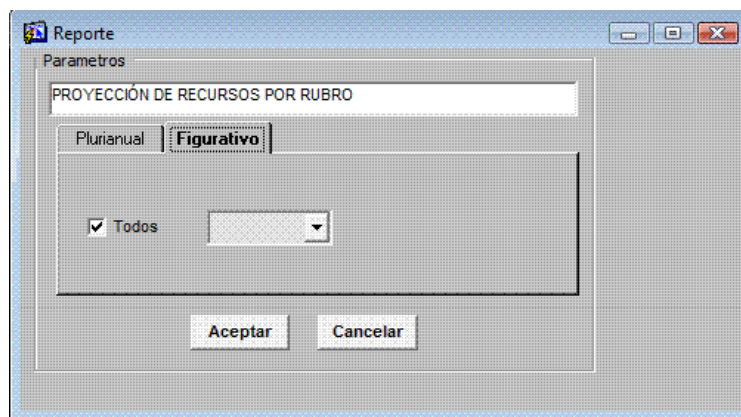 Reporte
Parametros
PROYECCIÓN DE RECURSOS POR RUBRO
Plurianual Figurativo
Todos
Aceptar Cancelar